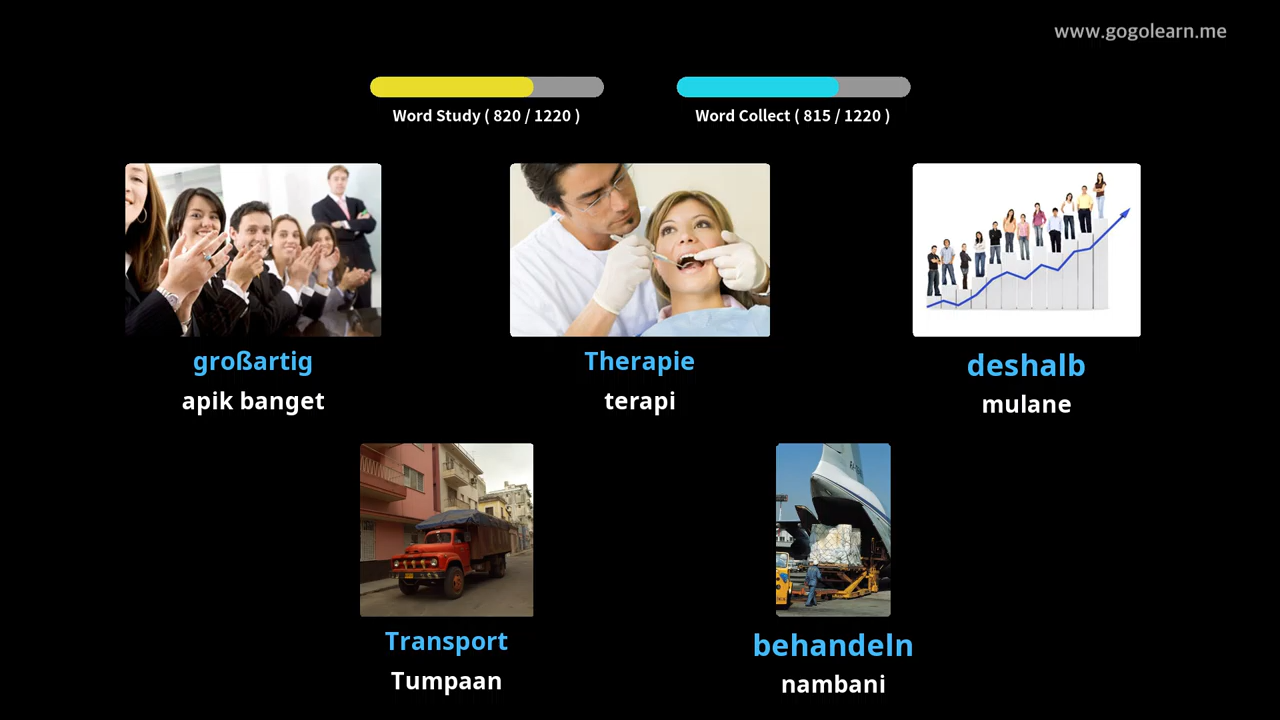 www.gogolearn.me
Word Study ( 820 / 1220 )
Word Collect ( 815 / 1220 )
großartig
apik banget
Therapie
terapi
deshalb
mulane
Transport
Tumpaan
behandeln
nambani